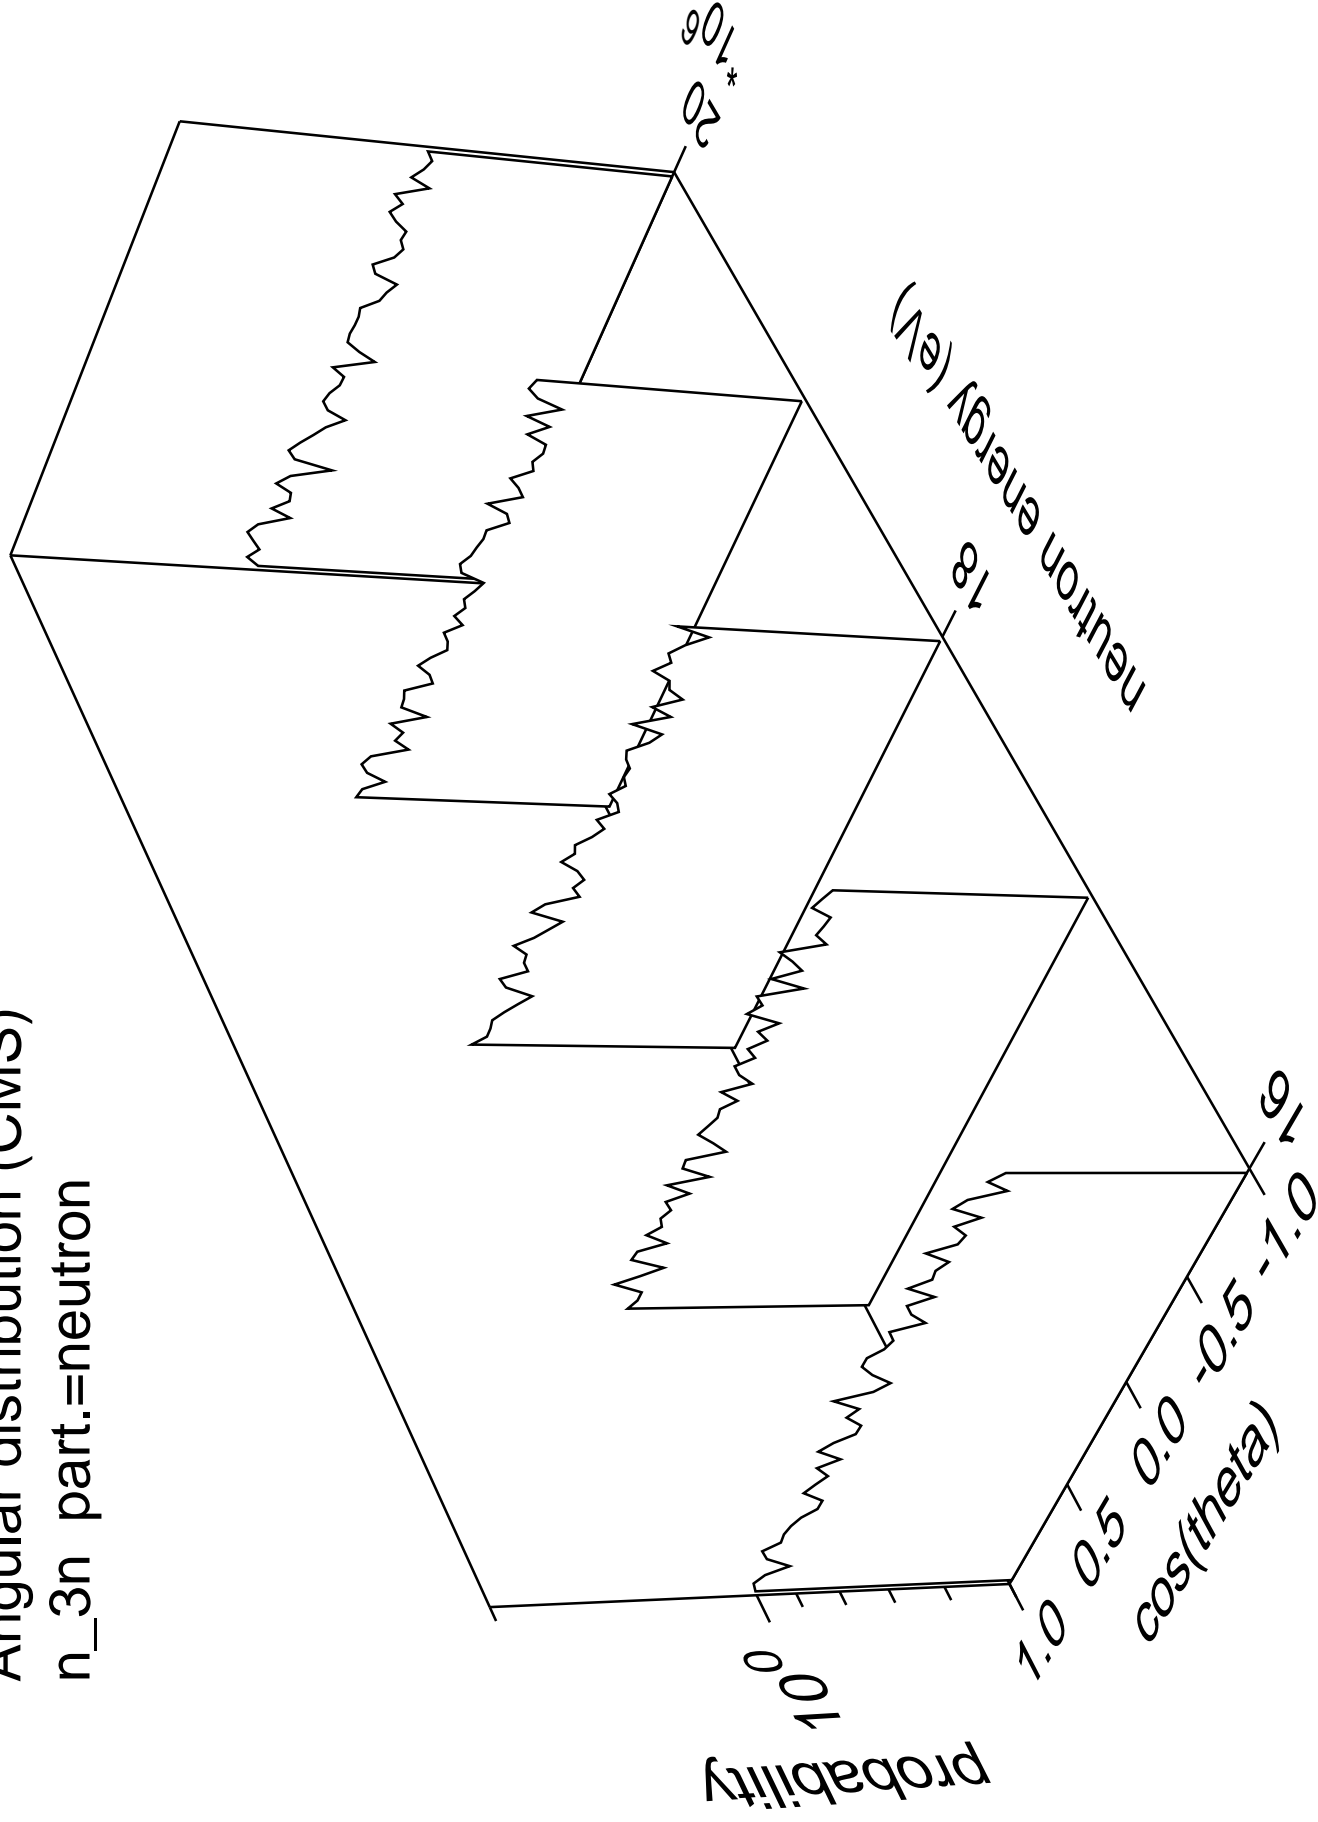 Angular distribution (CMS)
n_3n part.=neutron
probability
10 0
1.0 0.5 0.0 -0.5 -1.0
cos(theta)
16 18 20
* 10 6
neutron energy (eV)